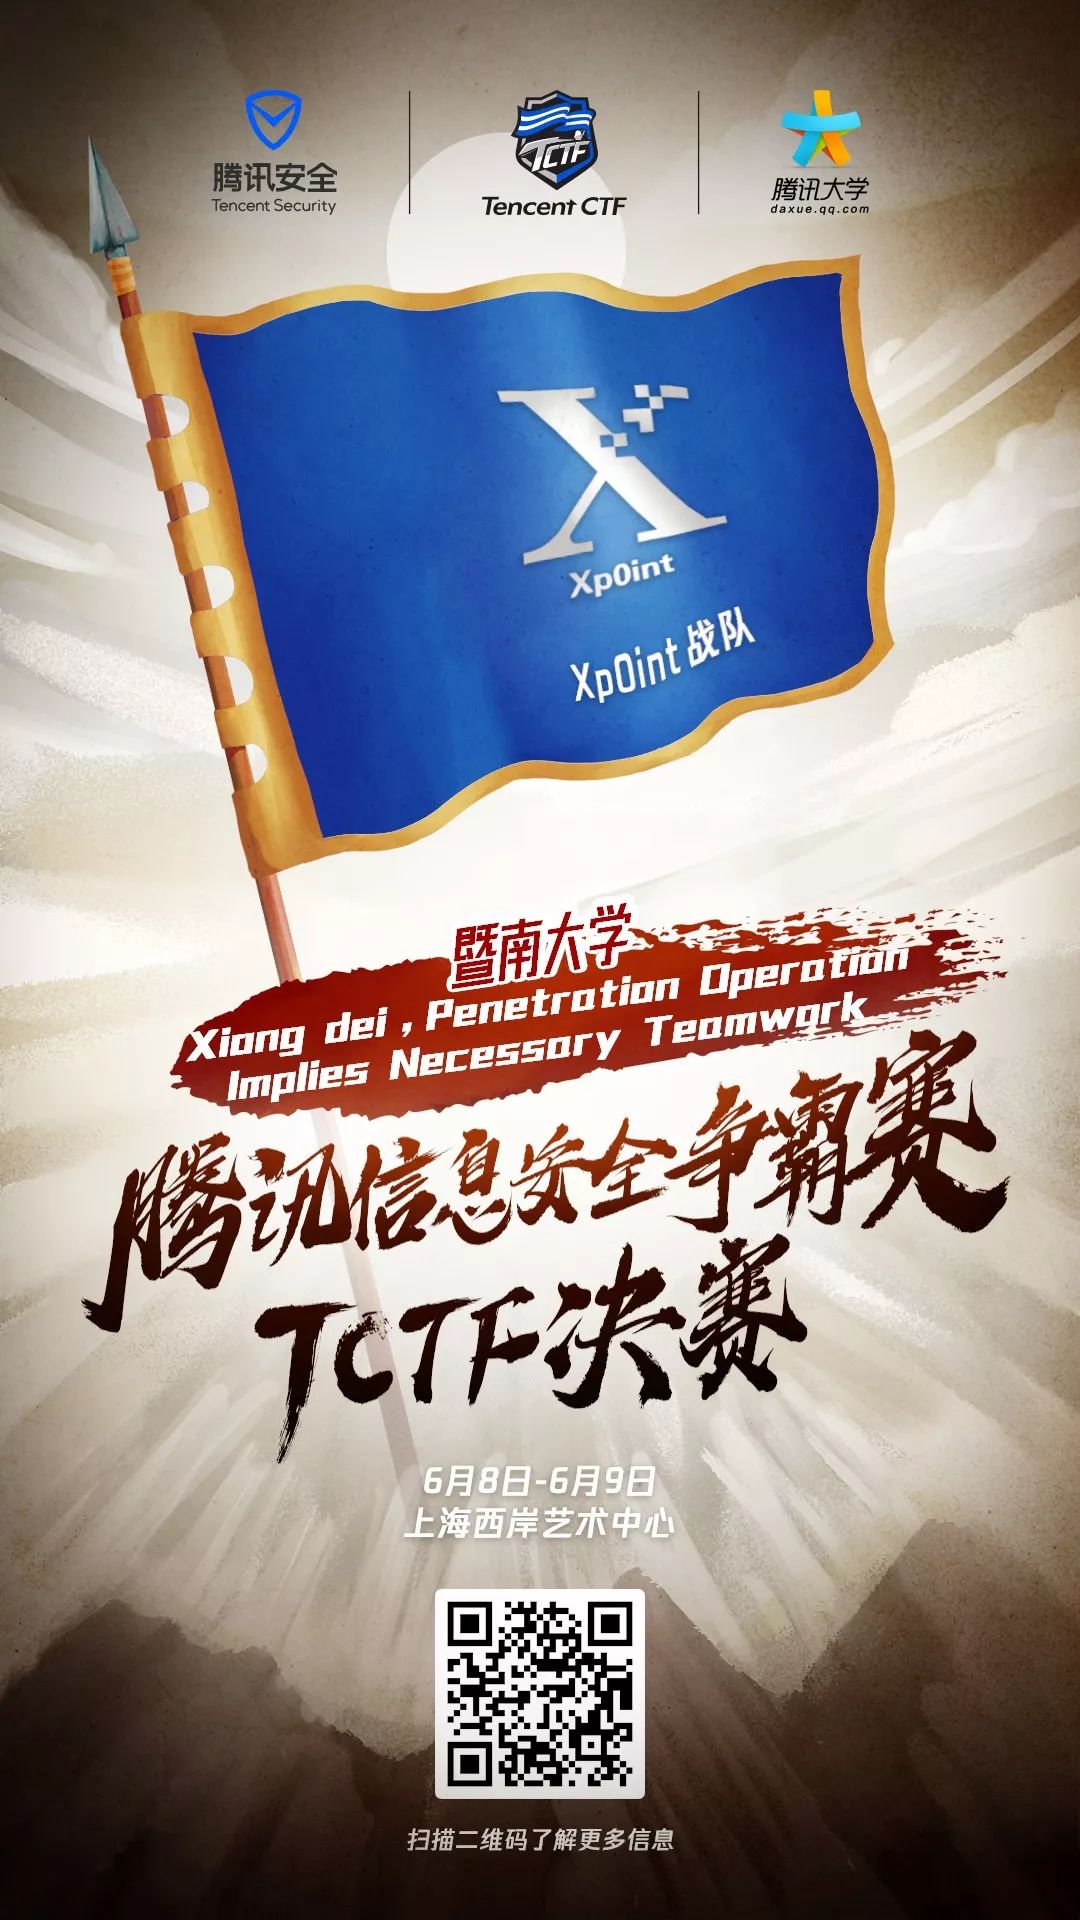 腾讯安全
Tencent Security
TCTF
Tencent CTF
腾讯大学
daxue.qq.com
X
Xp0int
Xp0int 战队
暨南大学
Xiong dei , Penetration Operation
Implies Necessary Teamwork
腾讯信息安全争霸赛
TCTF决赛
6月8日-6月9日
上海西岸艺术中心
扫描二维码了解更多信息